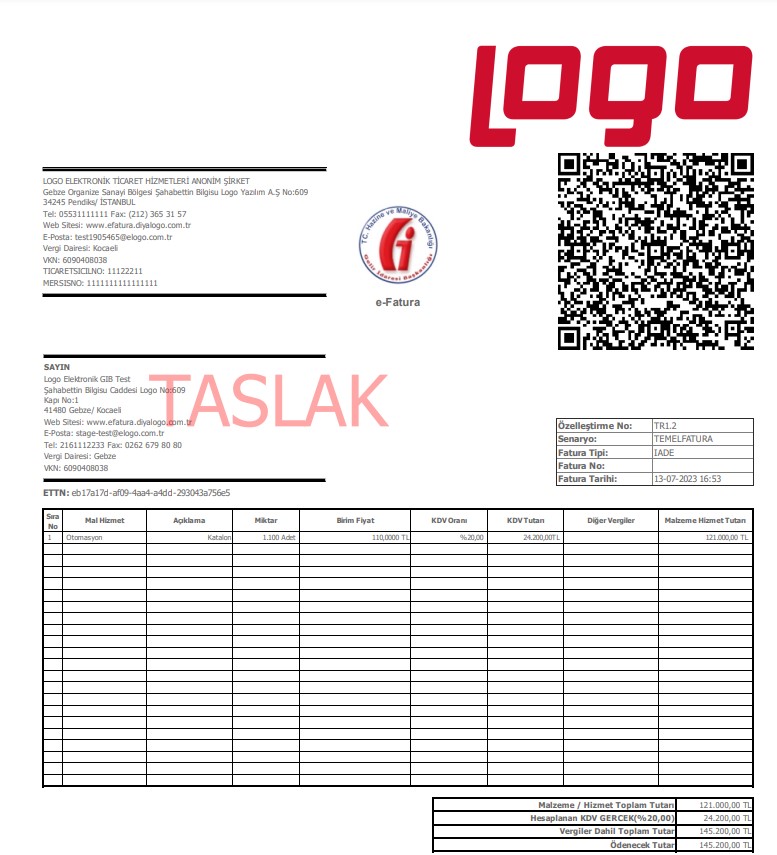 Logo
LOGO ELEKTRONİK TİCARET HİZMETLERİ ANONİM ŞİRKET
Gebze Organize Sanayi Bölgesi Şahabettin Bilgisu Logo Yazılım A.Ş No:609
34245 Pendiks/ İSTANBUL
Tel: 05531111111 Fax: (212) 365 31 57
Web Sitesi: www.efatura.diyalogo.com.tr
E-Posta: test1905465@elogo.com.tr
Vergi Dairesi: Kocaeli
VKN: 6090408038
TICARETSICILNO: 11122211
MERSISNO: 1111111111111111
T.C. Hazine ve Maliye Bakanlığı
Gelir İdaresi Başkanlığı
e-Fatura
SAYIN
Logo Elektronik GIB Test
Şahabettin Bilgisu Caddesi Logo No:609
Kapı No:1
41480 Gebze/ Kocaeli
Web Sitesi: www.efatura.diyalogo.com.tr
E-Posta: stage-test@elogo.com.tr
Tel: 2161112233 Fax: 0262 679 80 80
Vergi Dairesi: Gebze
VKN: 6090408038
TASLAK
Özelleştirme No: TR1.2
Senaryo: TEMELFATURA
Fatura Tipi: IADE
Fatura No:
Fatura Tarihi: 13-07-2023 16:53
ETTN: eb17a17d-af09-4aa4-a4dd-293043a756e5
Sıra No Mal Hizmet Açıklama Miktar Birim Fiyat KDV Oranı KDV Tutarı Diğer Vergiler Malzeme Hizmet Tutarı
1 Otomasyon Katalon 1.100 Adet 110,0000 TL %20,00 24.200,00TL 121.000,00 TL
Malzeme / Hizmet Toplam Tutarı 121.000,00 TL
Hesaplanan KDV GERCEK(%20,00) 24.200,00 TL
Vergiler Dahil Toplam Tutar 145.200,00 TL
Ödenecek Tutar 145.200,00 TL